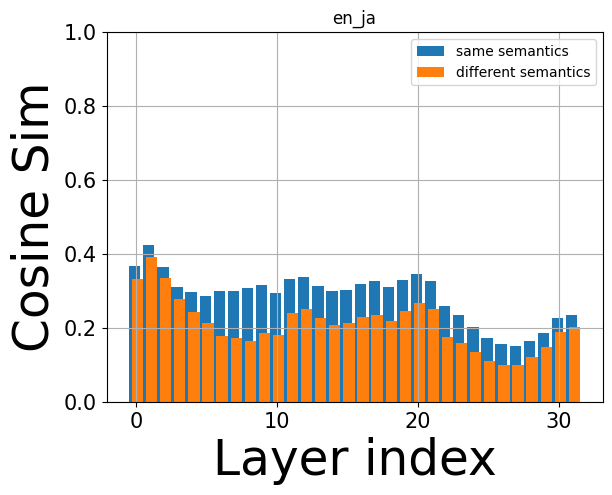 en_ja
same semantics
different semantics
Cosine Sim
1.0
0.8
0.6
0.4
0.2
0.0
0 10 20 30
Layer index